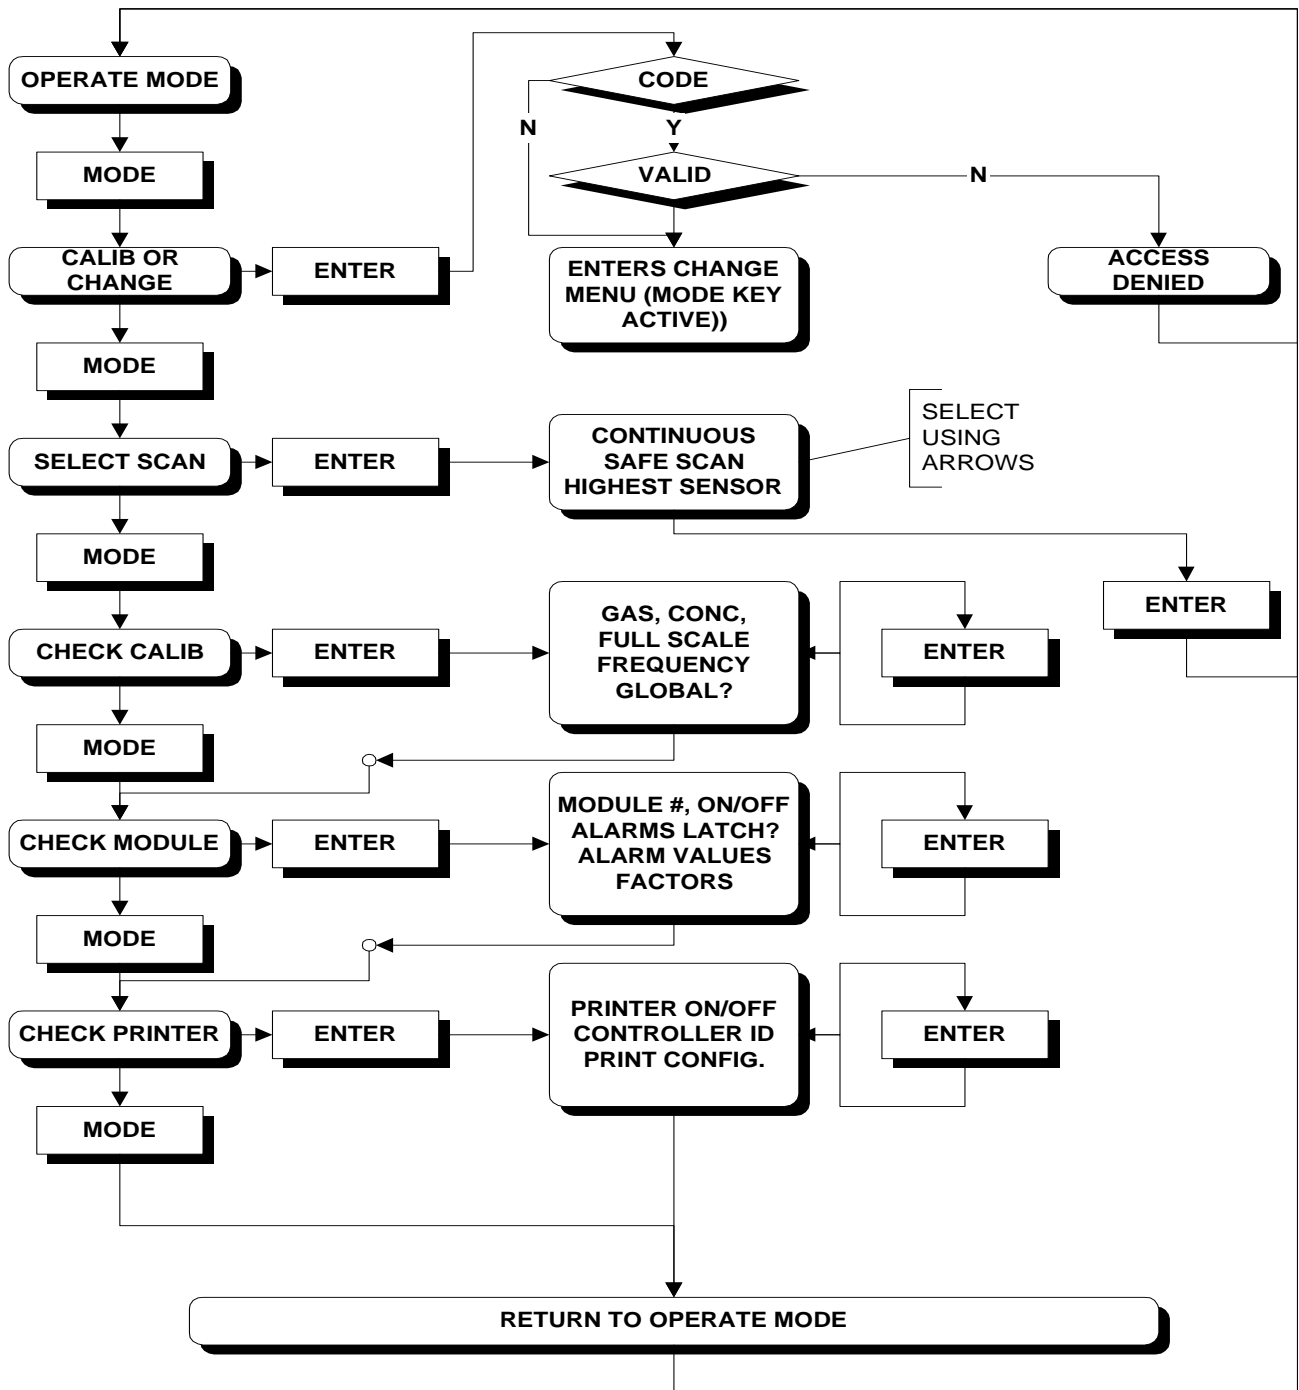 OPERATE MODE
CODE
N
Y
MODE
VALID
N
CALIB OR
CHANGE
ENTER
ENTERS CHANGE
MENU (MODE KEY
ACTIVE))
ACCESS
DENIED
MODE
SELECT SCAN
ENTER
CONTINUOUS
SAFE SCAN
HIGHEST SENSOR
SELECT
USING
ARROWS
MODE
ENTER
CHECK CALIB
ENTER
GAS, CONC,
FULL SCALE
FREQUENCY
GLOBAL?
ENTER
MODE
CHECK MODULE
ENTER
MODULE #, ON/OFF
ALARMS LATCH?
ALARM VALUES
FACTORS
ENTER
MODE
CHECK PRINTER
ENTER
PRINTER ON/OFF
CONTROLLER ID
PRINT CONFIG.
ENTER
MODE
RETURN TO OPERATE MODE